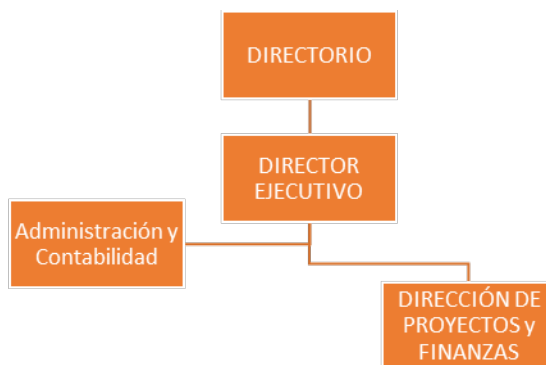 DIRECTORIO
DIRECTOR
EJECUTIVO
Administración y
Contabilidad
DIRECCIÓN DE
PROYECTOS y
FINANZAS